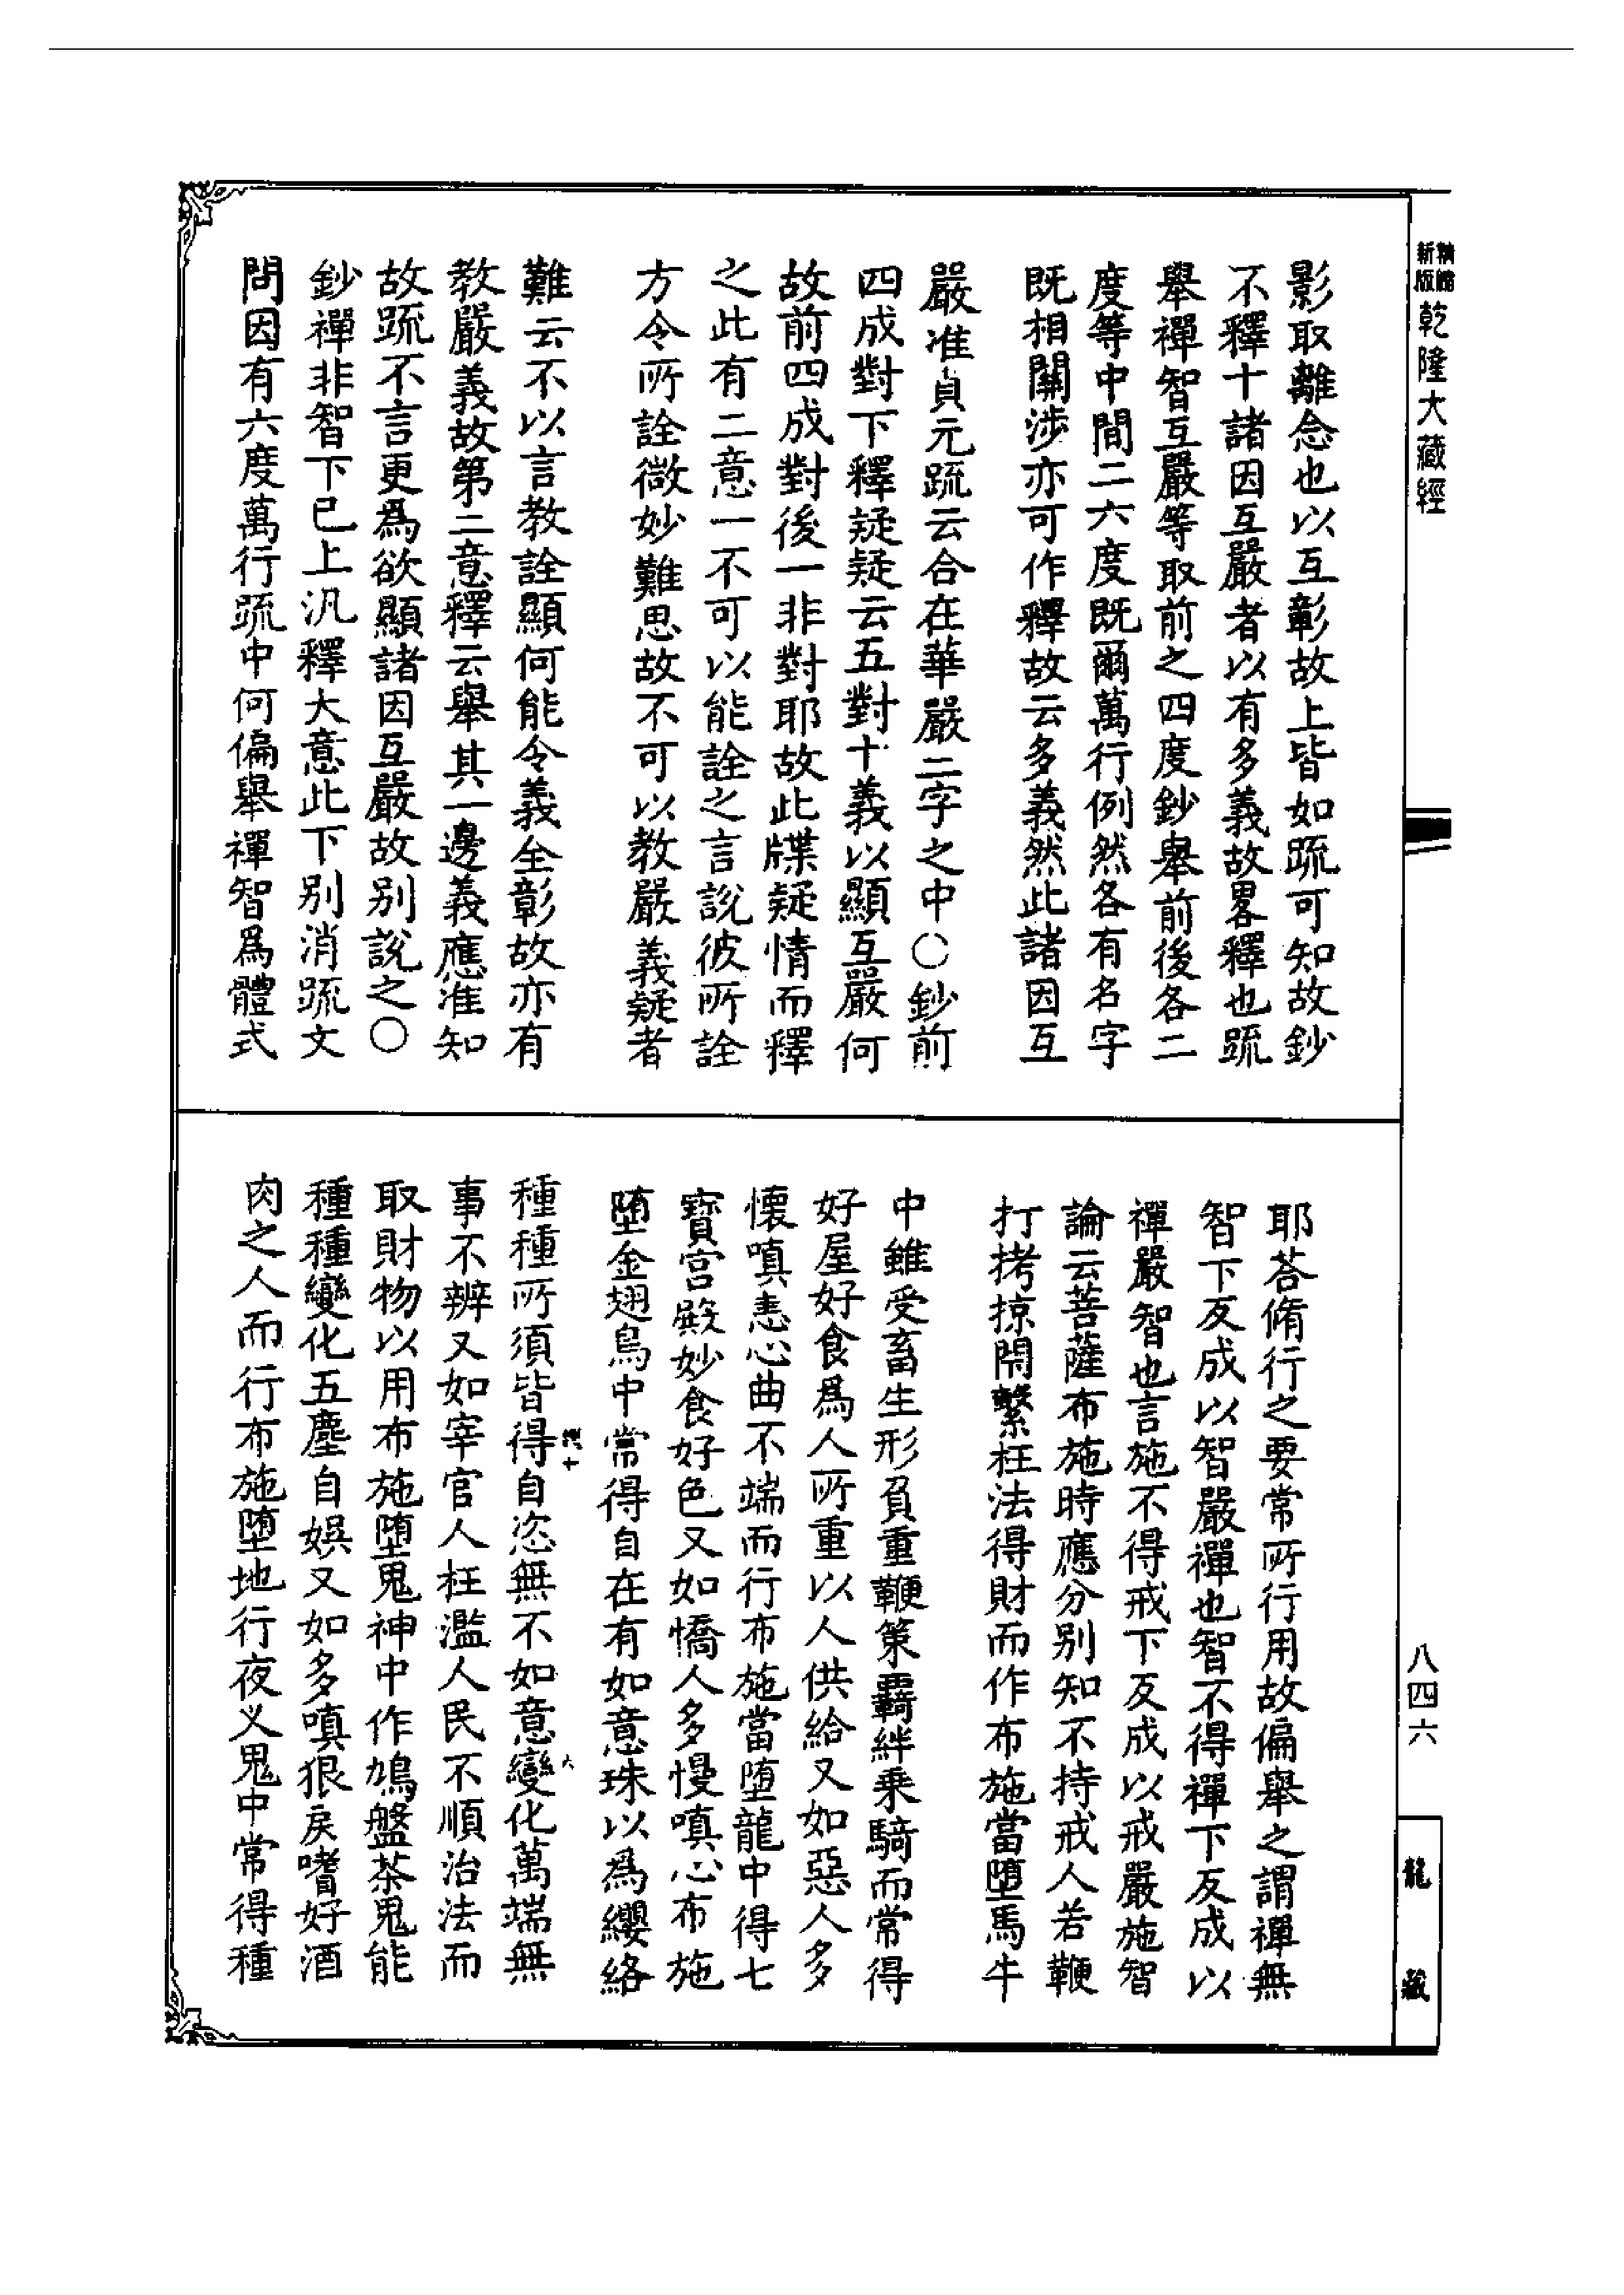 新版
精縮
乾隆大藏經
影取離念也以互彰故上皆如䟽可知故鈔
不釋十諸因互嚴者以有多義故畧釋也䟽
舉禪智互嚴等取前之四度鈔舉前後各二
度等中間二六度既爾萬行例然各有名字
既相關涉亦可作釋故云多義然此諸因互
嚴准貞元䟽云合在華嚴二字之中○鈔前
四成對下釋疑疑云五對十義以顯互嚴何
故前四成對後一非對耶故此牒疑情而釋
之此有二意一不可以能詮之言說彼所詮
方令所詮微妙難思故不可以教嚴義疑者
難云不以言教詮顯何能令義全彰故亦有
教嚴義故第二意釋云舉其一邊義應准知
故䟽不言更為欲顯諸因互嚴故别說之○
鈔禪非智下已上汎釋大意此下别消䟽文
問因有六度萬行䟽中何偏舉禪智為體式
耶荅脩行之要常所行用故偏舉之謂禪無
智下反成以智嚴禪也智不得禪下反成以
禪嚴智也言施不得戒下反成以戒嚴施智
論云菩薩布施時應分别知不持戒人若鞭
打拷掠閉繫枉法得財而作布施當墮馬牛
中雖受畜生形負重鞭策羈絆乘騎而常得
好屋好食為人所重以人供給又如惡人多
懷嗔恚心曲不端而行布施當墮龍中得七
寶宮殿妙食好色又如憍人多慢嗔心布施
墮金翅鳥中常得自在有如意珠以為纓絡
種種所須皆得自恣無不如意變化萬端無
事不辨又如宰官人枉濫人民不順治法而
取財物以用布施墮鬼神中作鳩盤茶鬼能
種種變化五塵自娛又如多嗔狠戾嗜好酒
肉之人而行布施墮地行夜叉鬼中常得種
八四六
龍藏